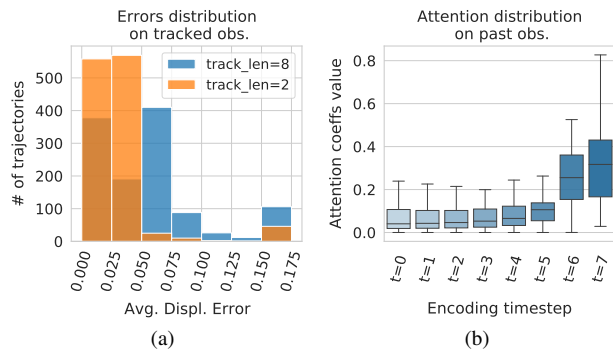 Errors distribution
on tracked obs.
track_len=8
track_len=2
# of trajectories
500
400
300
200
100
0
0.000
0.025
0.050
0.075
0.100
0.125
0.150
0.175
Avg. Displ. Error
(a)
Attention distribution
on past obs.
Attention coeffs value
0.8
0.6
0.4
0.2
0.0
t=0
t=1
t=2
t=3
t=4
t=5
t=6
t=7
Encoding timestep
(b)